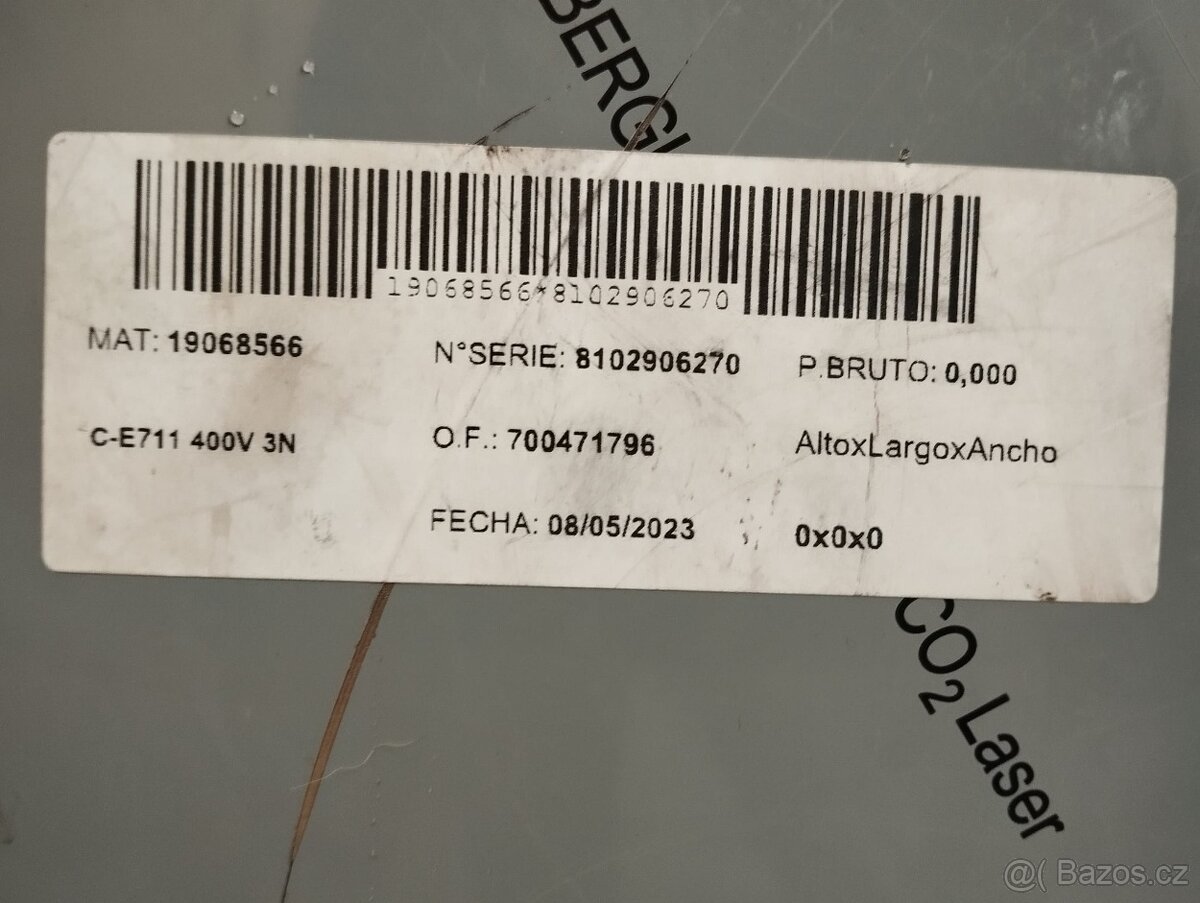 BERGI
19068566*8102906270
MAT: 19068566
N°SERIE: 8102906270
P.BRUTO: 0,000
C-E711 400V 3N
O.F.: 700471796
AltoxLargoxAncho
FECHA: 08/05/2023
0x0x0
CO2 Laser
@( Bazos.cz